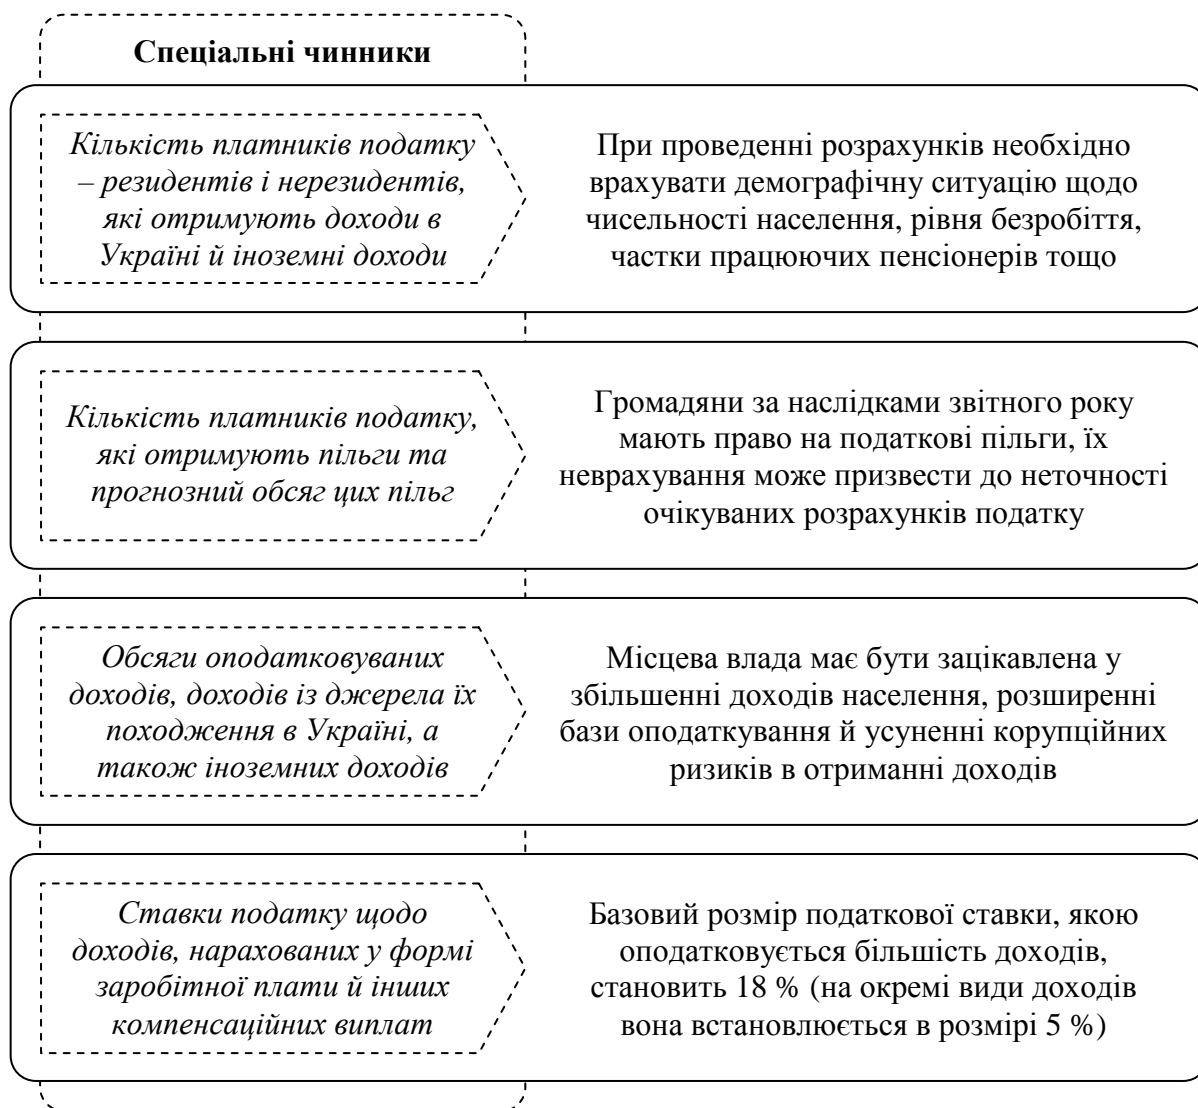 Спеціальні чинники
Кількість платників податку
– резидентів і нерезидентів,
які отримують доходи в
Україні й іноземні доходи
При проведенні розрахунків необхідно
врахувати демографічну ситуацію щодо
чисельності населення, рівня безробіття,
частки працюючих пенсіонерів тощо
Кількість платників податку,
які отримують пільги та
прогнозний обсяг цих пільг
Громадяни за наслідками звітного року
мають право на податкові пільги, їх
неврахування може призвести до неточності
очікуваних розрахунків податку
Обсяги оподатковуваних
доходів, доходів із джерела їх
походження в Україні, а
також іноземних доходів
Місцева влада має бути зацікавлена у
збільшенні доходів населення, розширенні
бази оподаткування й усуненні корупційних
ризиків в отриманні доходів
Ставки податку щодо
доходів, нарахованих у формі
заробітної плати й інших
компенсаційних виплат
Базовий розмір податкової ставки, якою
оподатковується більшість доходів,
становить 18 % (на окремі види доходів
вона встановлюється в розмірі 5 %)